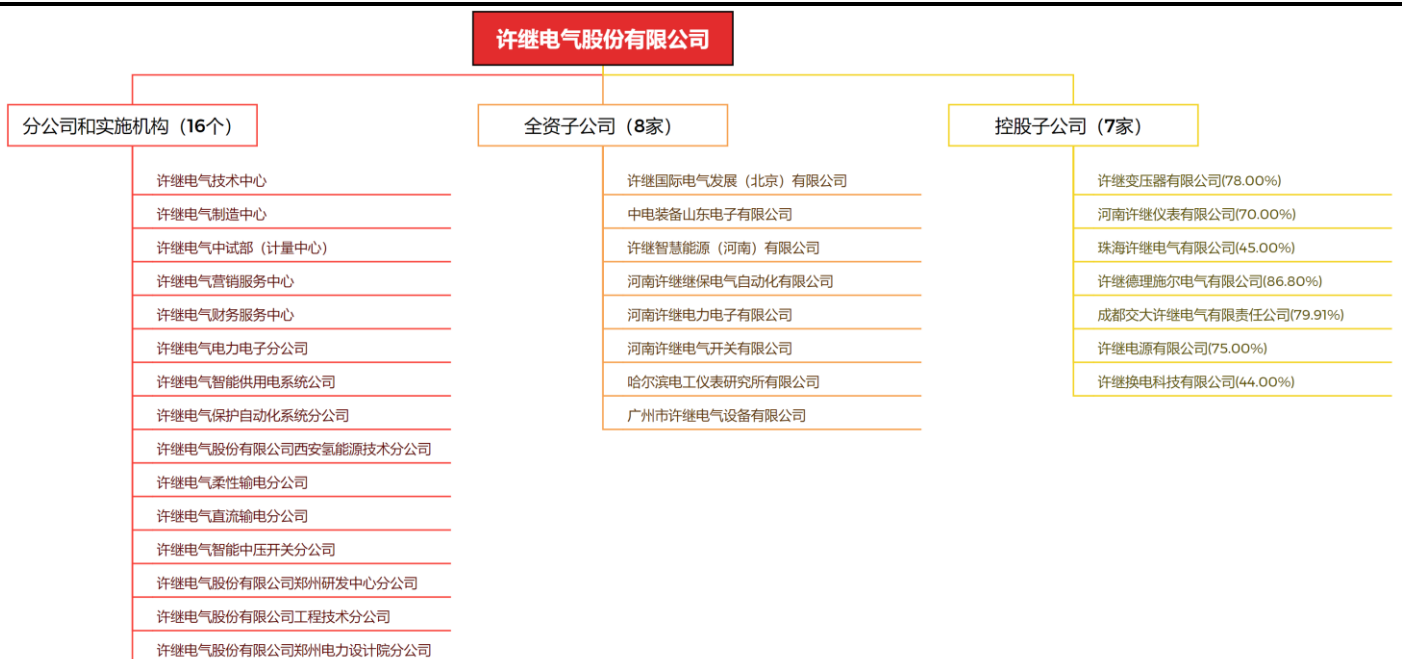 许继电气股份有限公司
分公司和实施机构（16个）
许继电气技术中心
许继电气制造中心
许继电气中试部（计量中心）
许继电气营销服务中心
许继电气财务服务中心
许继电气电力电子分公司
许继电气智能供用电系统公司
许继电气保护自动化系统分公司
许继电气股份有限公司西安氢能源技术分公司
许继电气柔性输电分公司
许继电气直流输电分公司
许继电气智能中压开关分公司
许继电气股份有限公司郑州研发中心分公司
许继电气股份有限公司工程技术分公司
许继电气股份有限公司郑州电力设计院分公司
全资子公司（8家）
许继国际电气发展（北京）有限公司
中电装备山东电子有限公司
许继智慧能源（河南）有限公司
河南许继继保电气自动化有限公司
河南许继电力电子有限公司
河南许继电气开关有限公司
哈尔滨电工仪表研究所有限公司
广州市许继电气设备有限公司
控股子公司（7家）
许继变压器有限公司(78.00%)
河南许继仪表有限公司(70.00%)
珠海许继电气有限公司(45.00%)
许继德理施尔电气有限公司(86.80%)
成都交大许继电气有限责任公司(79.91%)
许继电源有限公司(75.00%)
许继换电科技有限公司(44.00%)